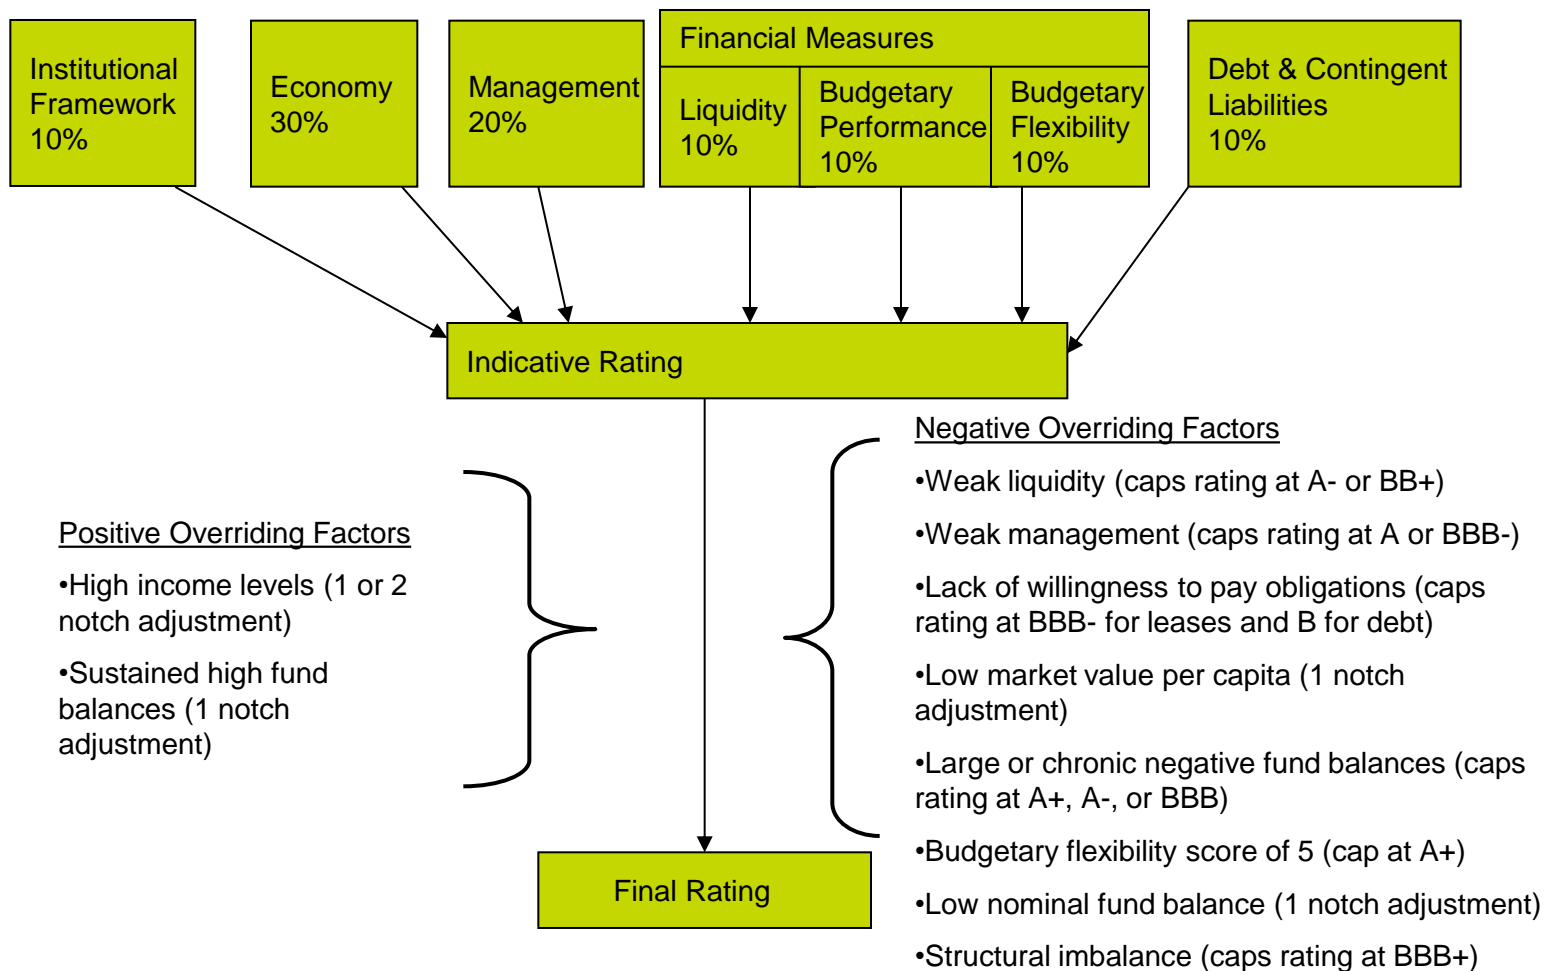 Institutional
Framework
10%
Economy
30%
Management
20%
Financial Measures
Liquidity
10%
Budgetary
Performance
10%
Budgetary
Flexibility
10%
Debt & Contingent
Liabilities
10%
Indicative Rating
Positive Overriding Factors
•High income levels (1 or 2
notch adjustment)
•Sustained high fund
balances (1 notch
adjustment)
Negative Overriding Factors
•Weak liquidity (caps rating at A- or BB+)
•Weak management (caps rating at A or BBB-)
•Lack of willingness to pay obligations (caps
rating at BBB- for leases and B for debt)
•Low market value per capita (1 notch
adjustment)
•Large or chronic negative fund balances (caps
rating at A+, A-, or BBB)
•Budgetary flexibility score of 5 (cap at A+)
•Low nominal fund balance (1 notch adjustment)
•Structural imbalance (caps rating at BBB+)
Final Rating